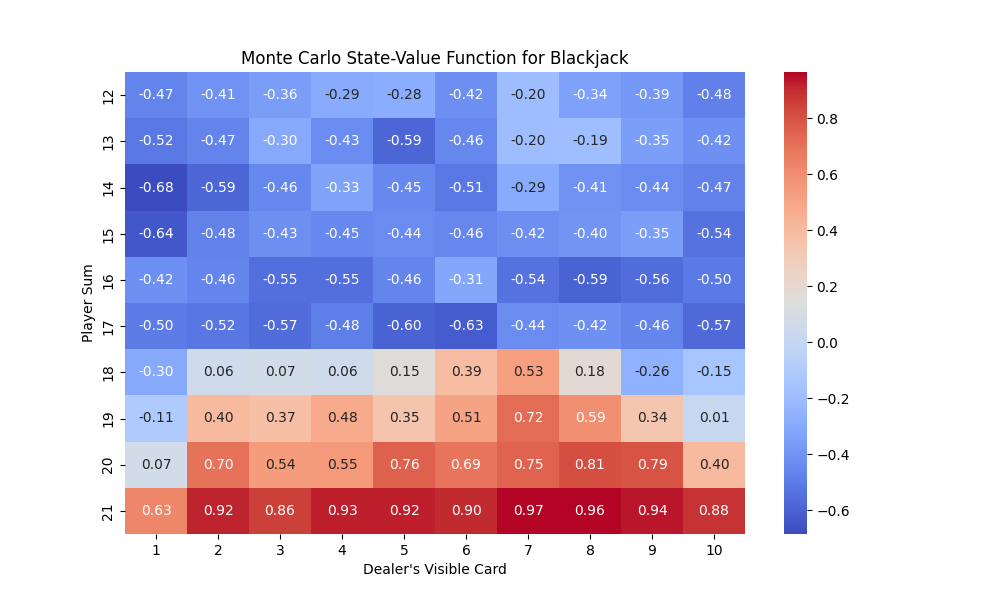 Monte Carlo State-Value Function for Blackjack
12 -0.47 -0.41 -0.36 -0.29 -0.28 -0.42 -0.20 -0.34 -0.39 -0.48
13 -0.52 -0.47 -0.30 -0.43 -0.59 -0.46 -0.20 -0.19 -0.35 -0.42
14 -0.68 -0.59 -0.46 -0.33 -0.45 -0.51 -0.29 -0.41 -0.44 -0.47
15 -0.64 -0.48 -0.43 -0.45 -0.44 -0.46 -0.42 -0.40 -0.35 -0.54
16 -0.42 -0.46 -0.55 -0.55 -0.46 -0.31 -0.54 -0.59 -0.56 -0.50
17 -0.50 -0.52 -0.57 -0.48 -0.60 -0.63 -0.44 -0.42 -0.46 -0.57
18 -0.30 0.06 0.07 0.06 0.15 0.39 0.53 0.18 -0.26 -0.15
19 -0.11 0.40 0.37 0.48 0.35 0.51 0.72 0.59 0.34 0.01
20 0.07 0.70 0.54 0.55 0.76 0.69 0.75 0.81 0.79 0.40
21 0.63 0.92 0.86 0.93 0.92 0.90 0.97 0.96 0.94 0.88
1 2 3 4 5 6 7 8 9 10
Dealer's Visible Card
Player Sum
0.8
0.6
0.4
0.2
0.0
−0.2
−0.4
−0.6